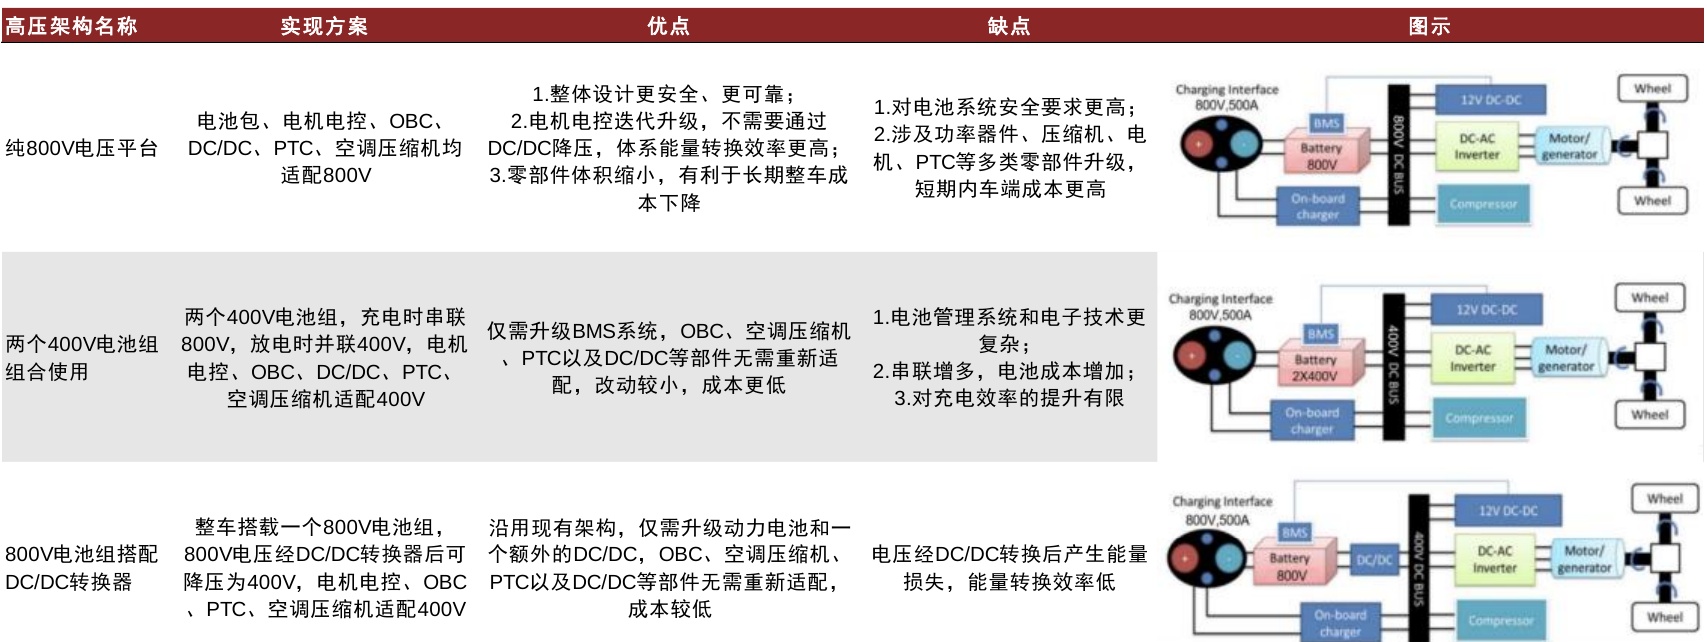 高压架构名称
实现方案
优点
缺点
图示
纯800V电压平台
电池包、电机电控、OBC、
DC/DC、PTC、空调压缩机均
适配800V
1.整体设计更安全、更可靠；
2.电机电控迭代升级，不需要通过
DC/DC降压，体系能量转换效率更高；
3.零部件体积缩小，有利于长期整车成
本下降
1.对电池系统安全要求更高；
2.涉及功率器件、压缩机、电
机、PTC等多类零部件升级，
短期内车端成本更高
Charging Interface
800V,500A
BMS
Battery
800V
On-board
charger
800V DC BUS
12V DC-DC
DC-AC
Inverter
Motor/
generator
Compressor
Wheel
Wheel
两个400V电池组
组合使用
两个400V电池组，充电时串联
800V，放电时并联400V，电机
电控、OBC、DC/DC、PTC、
空调压缩机适配400V
仅需升级BMS系统，OBC、空调压缩机
、PTC以及DC/DC等部件无需重新适
配，改动较小，成本更低
1.电池管理系统和电子技术更
复杂；
2.串联增多，电池成本增加；
3.对充电效率的提升有限
Charging Interface
800V,500A
BMS
Battery
2X400V
On-board
charger
400V DC BUS
12V DC-DC
DC-AC
Inverter
Motor/
generator
Compressor
Wheel
Wheel
800V电池组搭配
DC/DC转换器
整车搭载一个800V电池组，
800V电压经DC/DC转换器后可
降压为400V，电机电控、OBC
、PTC、空调压缩机适配400V
沿用现有架构，仅需升级动力电池和一
个额外的DC/DC，OBC、空调压缩机、
PTC以及DC/DC等部件无需重新适配，
成本较低
电压经DC/DC转换后产生能量
损失，能量转换效率低
Charging Interface
800V,500A
BMS
Battery
800V
DC/DC
On-board
charger
400V DC BUS
12V DC-DC
DC-AC
Inverter
Motor/
generator
Compressor
Wheel
Wheel